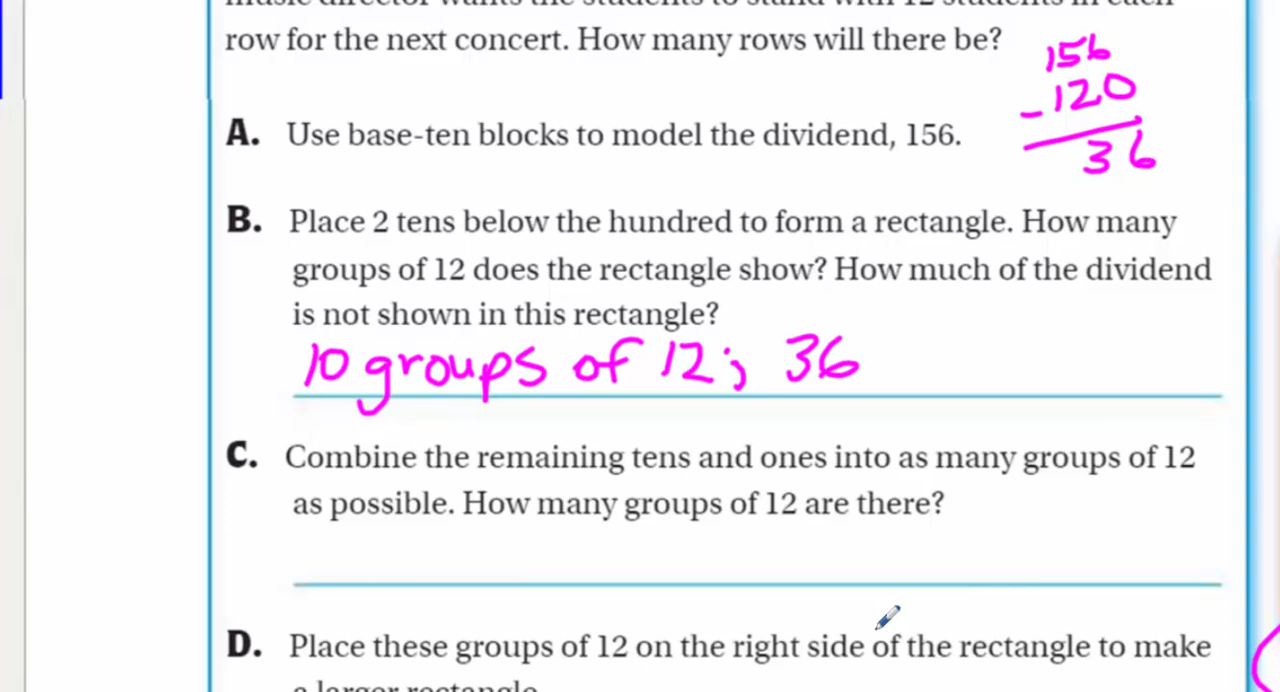 row for the next concert. How many rows will there be?
156
-120
36
A. Use base-ten blocks to model the dividend, 156.
B. Place 2 tens below the hundred to form a rectangle. How many
groups of 12 does the rectangle show? How much of the dividend
is not shown in this rectangle?
10 groups of 12; 36
C. Combine the remaining tens and ones into as many groups of 12
as possible. How many groups of 12 are there?
D. Place these groups of 12 on the right side of the rectangle to make
a larger rectangle.